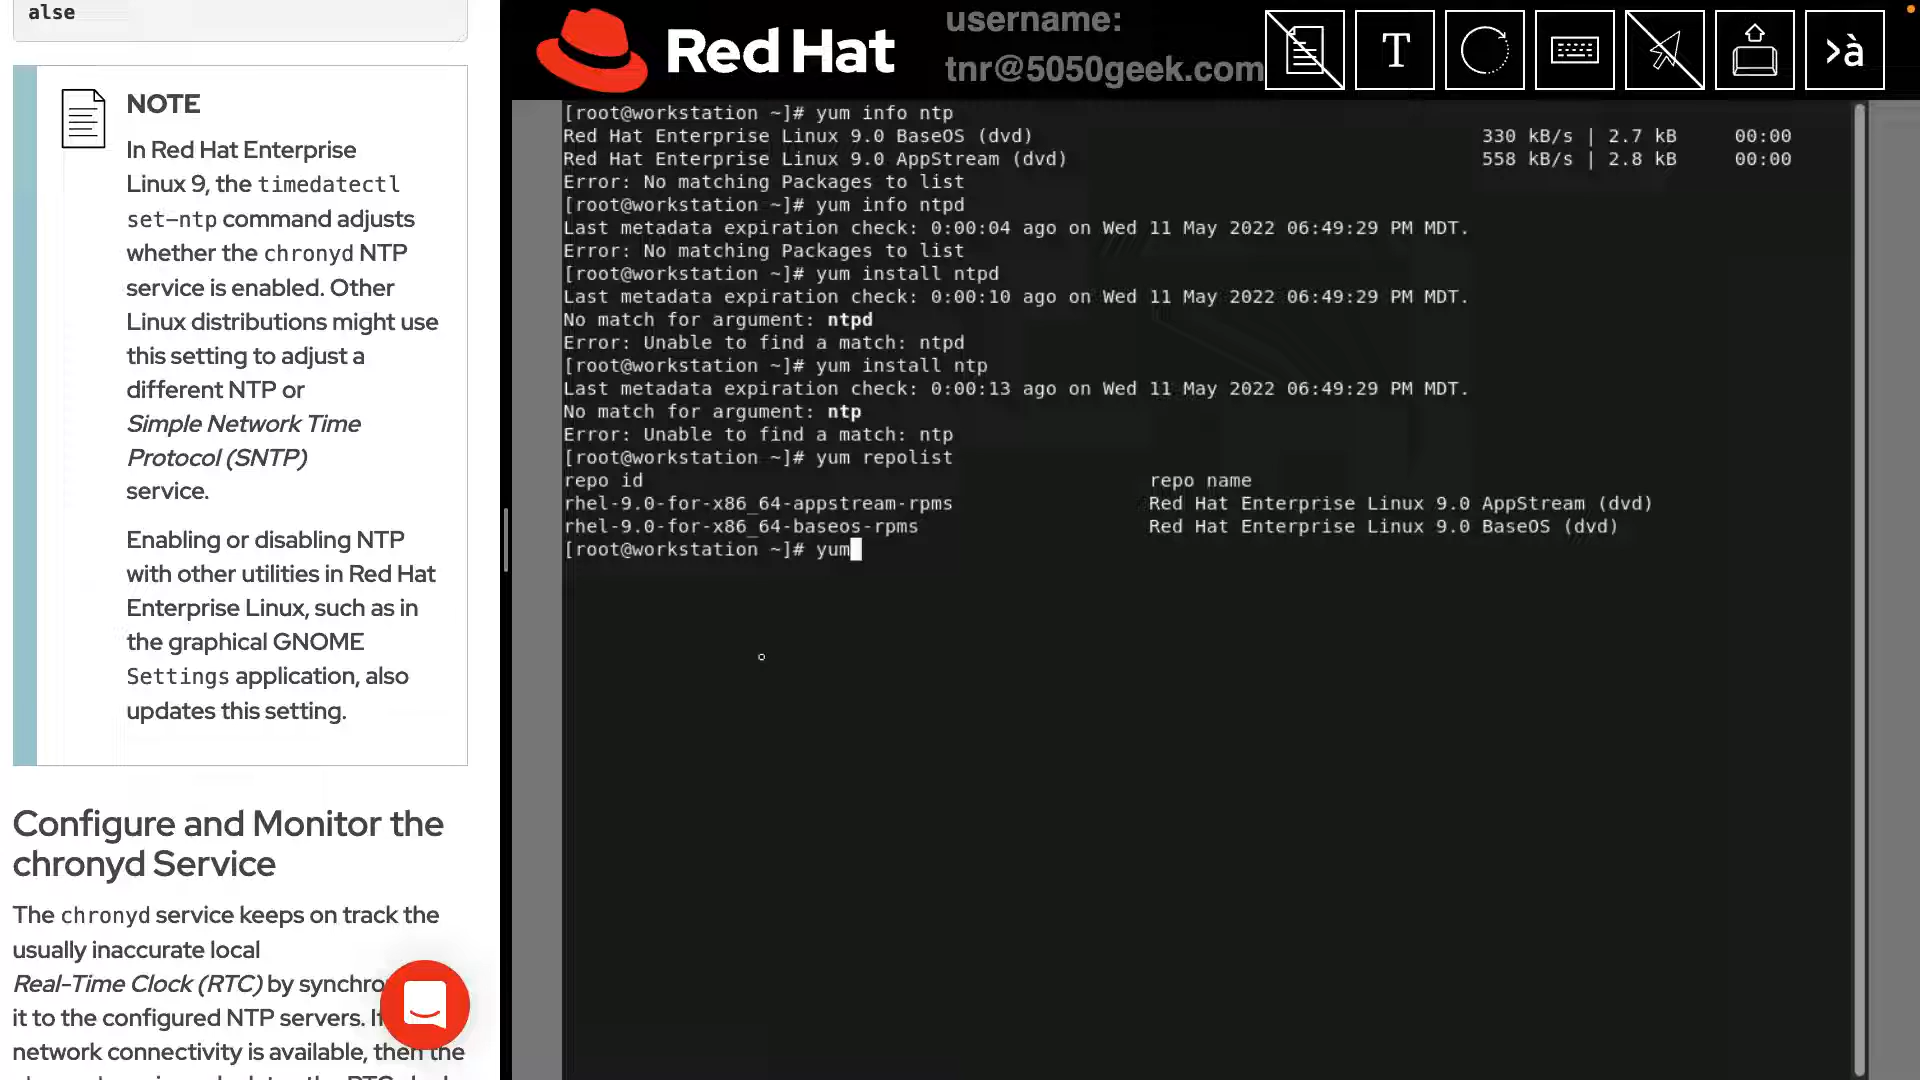 alse
NOTE
In Red Hat Enterprise
Linux 9, the timedatectl
set-ntp command adjusts
whether the chronyd NTP
service is enabled. Other
Linux distributions might use
this setting to adjust a
different NTP or
Simple Network Time
Protocol (SNTP)
service.
Enabling or disabling NTP
with other utilities in Red Hat
Enterprise Linux, such as in
the graphical GNOME
Settings application, also
updates this setting.
Configure and Monitor the
chronyd Service
The chronyd service keeps on track the
usually inaccurate local
Real-Time Clock (RTC) by synchro
it to the configured NTP servers. If
network connectivity is available, then the
Red Hat
username:
tnr@5050geek.com
T
>à
[root@workstation ~]# yum info ntp
Red Hat Enterprise Linux 9.0 BaseOS (dvd) 330 kB/s | 2.7 kB 00:00
Red Hat Enterprise Linux 9.0 AppStream (dvd) 558 kB/s | 2.8 kB 00:00
Error: No matching Packages to list
[root@workstation ~]# yum info ntpd
Last metadata expiration check: 0:00:04 ago on Wed 11 May 2022 06:49:29 PM MDT.
Error: No matching Packages to list
[root@workstation ~]# yum install ntpd
Last metadata expiration check: 0:00:10 ago on Wed 11 May 2022 06:49:29 PM MDT.
No match for argument: ntpd
Error: Unable to find a match: ntpd
[root@workstation ~]# yum install ntp
Last metadata expiration check: 0:00:13 ago on Wed 11 May 2022 06:49:29 PM MDT.
No match for argument: ntp
Error: Unable to find a match: ntp
[root@workstation ~]# yum repolist
repo id repo name
rhel-9.0-for-x86_64-appstream-rpms Red Hat Enterprise Linux 9.0 AppStream (dvd)
rhel-9.0-for-x86_64-baseos-rpms Red Hat Enterprise Linux 9.0 BaseOS (dvd)
[root@workstation ~]# yum